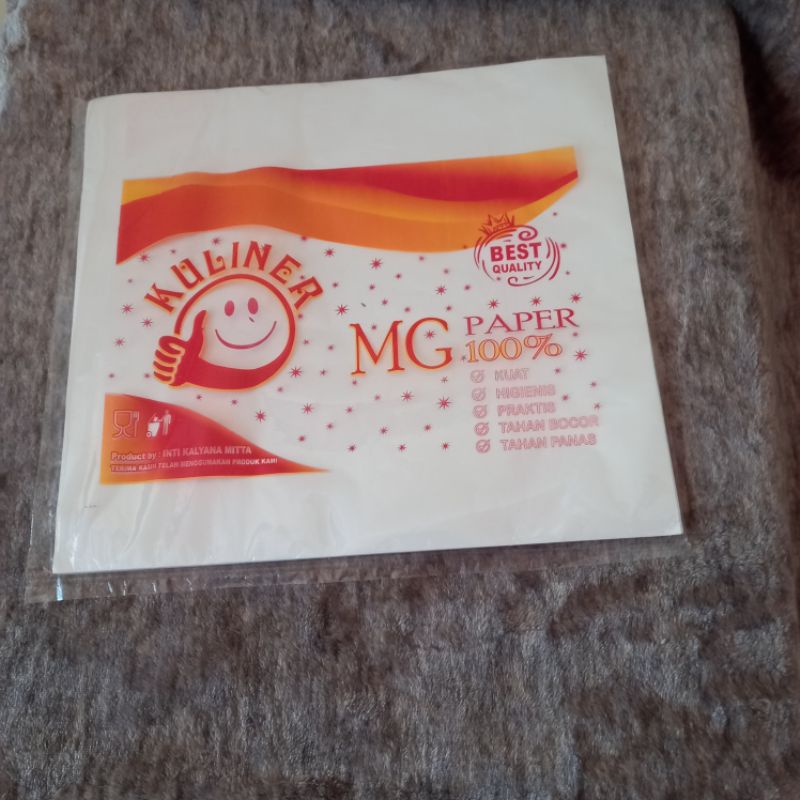 KULINER
BEST
QUALITY
MG PAPER
100%
KUAT
HIGIENIS
PRAKTIS
TAHAN BOCOR
TAHAN PANAS
Product by : INTI KALYANA MITTA
TERIMA KASIH TELAH MENGGUNAKAN PRODUK KAMI